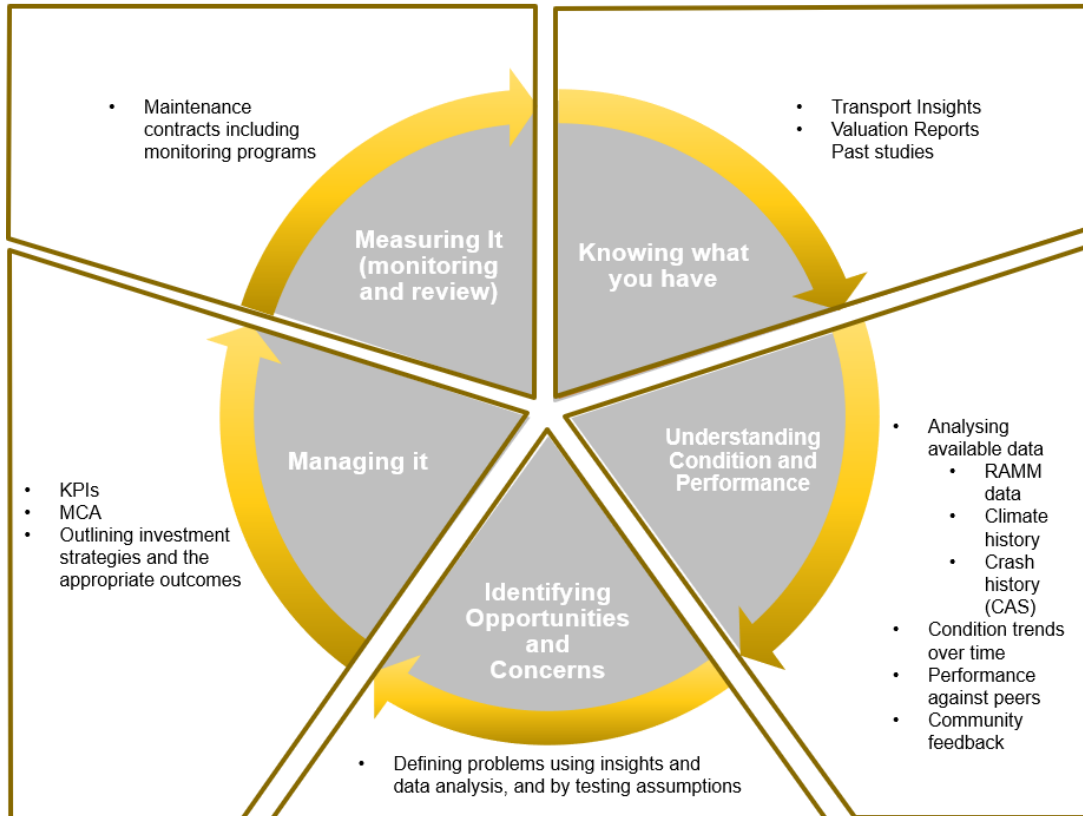 • Maintenance
contracts including
monitoring programs
• Transport Insights
• Valuation Reports
Past studies
Measuring It
(monitoring
and review)
Knowing what
you have
Understanding
Condition and
Performance
• Analysing
available data
• RAMM
data
• Climate
history
• Crash
history
(CAS)
• Condition trends
over time
• Performance
against peers
• Community
feedback
Identifying
Opportunities
and
Concerns
• Defining problems using insights and
data analysis, and by testing assumptions
Managing it
• KPIs
• MCA
• Outlining investment
strategies and the
appropriate outcomes